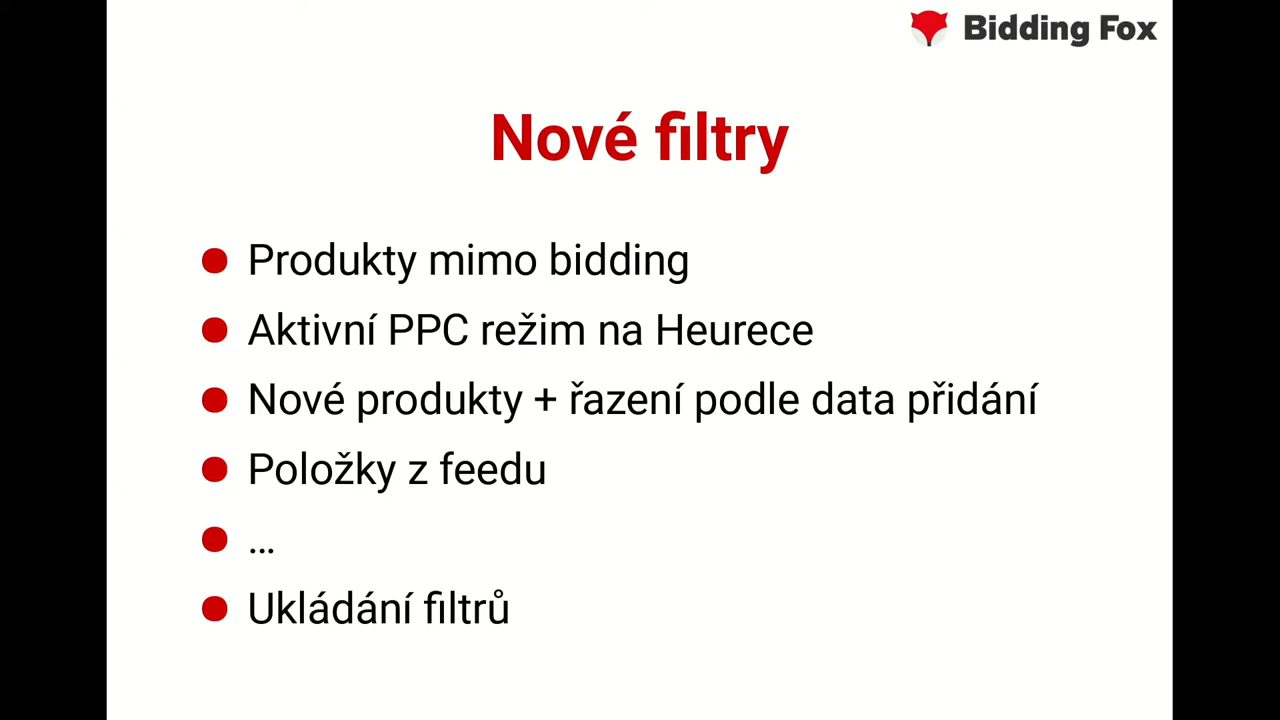 Bidding Fox
Nové filtry
Produkty mimo bidding
Aktivní PPC režim na Heurece
Nové produkty + řazení podle data přidání
Položky z feedu
...
Ukládání filtrů